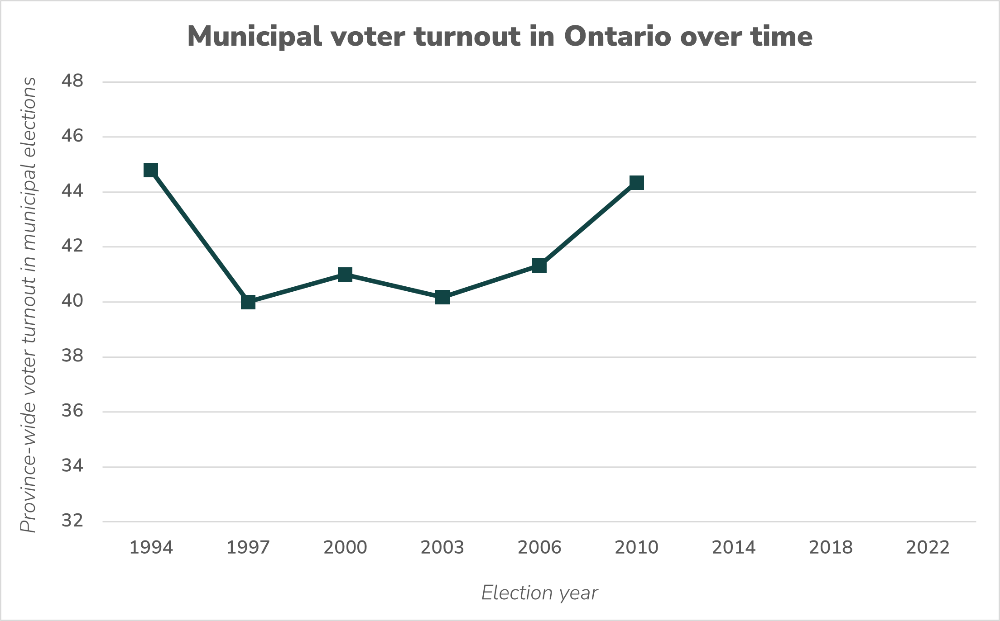 Municipal voter turnout in Ontario over time
Province-wide voter turnout in municipal elections
48
46
44
42
40
38
36
34
32
1994 1997 2000 2003 2006 2010 2014 2018 2022
Election year